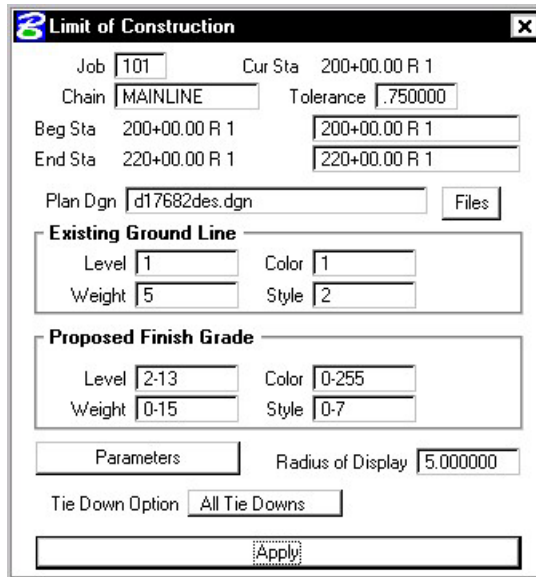 Limit of Construction
Job 101 Cur Sta 200+00.00 R 1
Chain MAINLINE Tolerance .750000
Beg Sta 200+00.00 R 1 200+00.00 R 1
End Sta 220+00.00 R 1 220+00.00 R 1
Plan Dgn d17682des.dgn Files
Existing Ground Line
Level 1 Color 1
Weight 5 Style 2
Proposed Finish Grade
Level 2-13 Color 0-255
Weight 0-15 Style 0-7
Parameters Radius of Display 5.000000
Tie Down Option All Tie Downs
Apply